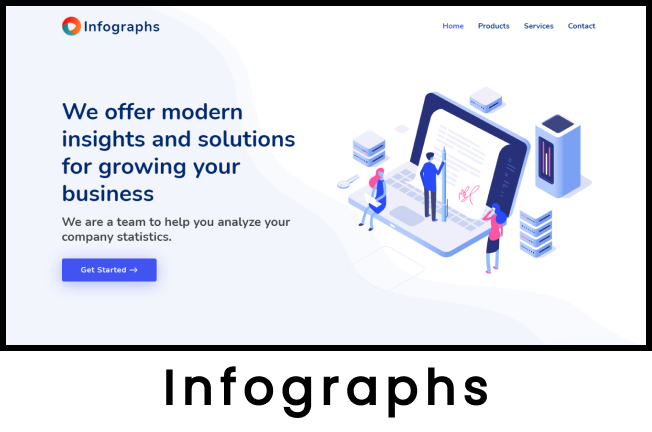 Infographs
Home Products Services Contact
We offer modern
insights and solutions
for growing your
business
We are a team to help you analyze your
company statistics.
Get Started →
Infographs